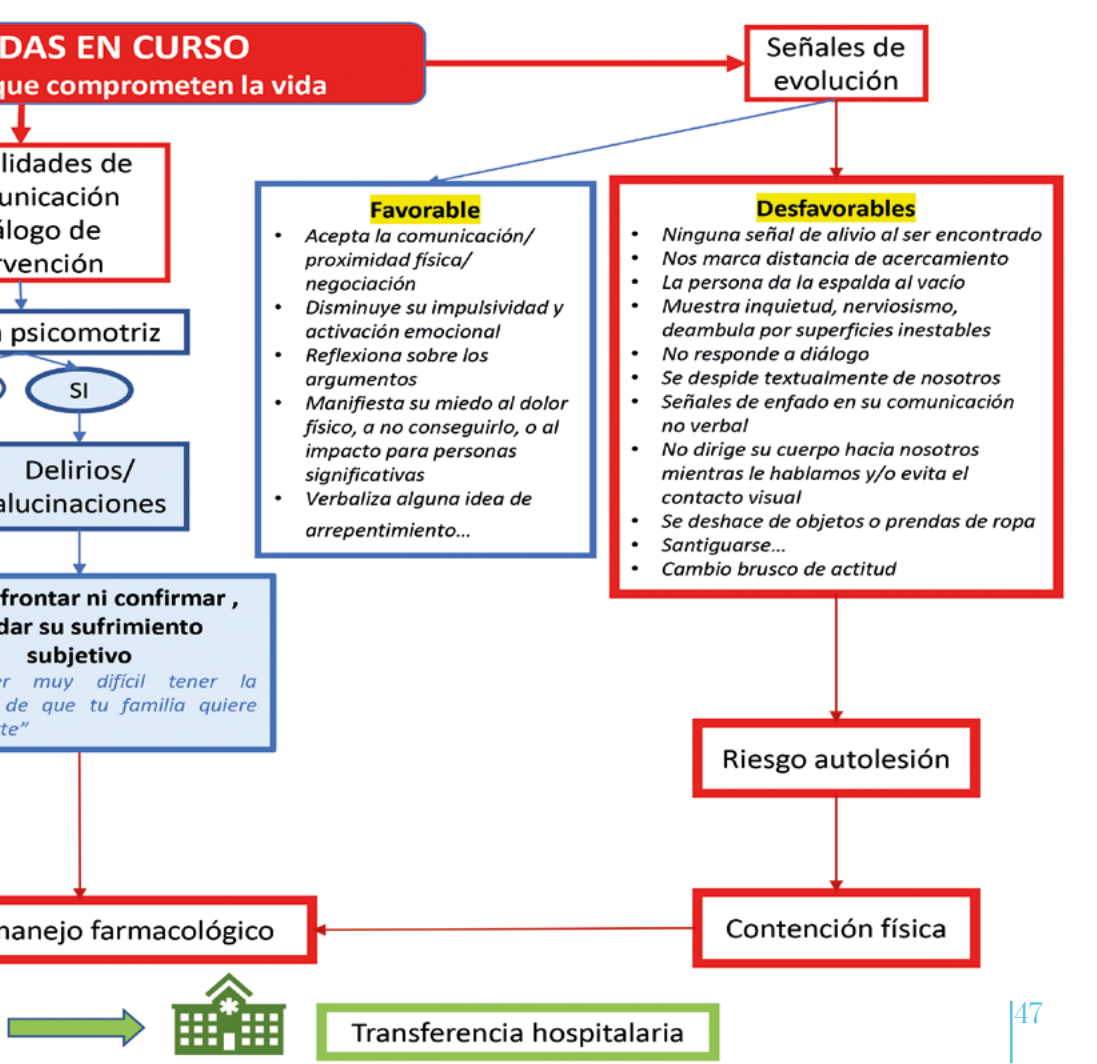 DAS EN CURSO
que comprometen la vida
Señales de
evolución
lidades de
unicación
álogo de
rvención
psicomotriz
SI
Delirios/
alucinaciones
frontar ni confirmar ,
dar su sufrimiento
subjetivo
er muy difícil tener la
de que tu familia quiere
te”
Favorable
• Acepta la comunicación/
proximidad física/
negociación
• Disminuye su impulsividad y
activación emocional
• Reflexiona sobre los
argumentos
• Manifiesta su miedo al dolor
físico, a no conseguirlo, o al
impacto para personas
significativas
• Verbaliza alguna idea de
arrepentimiento...
Desfavorables
• Ninguna señal de alivio al ser encontrado
• Nos marca distancia de acercamiento
• La persona da la espalda al vacío
• Muestra inquietud, nerviosismo,
deambula por superficies inestables
• No responde a diálogo
• Se despide textualmente de nosotros
• Señales de enfado en su comunicación
no verbal
• No dirige su cuerpo hacia nosotros
mientras le hablamos y/o evita el
contacto visual
• Se deshace de objetos o prendas de ropa
• Santiguarse...
• Cambio brusco de actitud
Riesgo autolesión
Contención física
manejo farmacológico
Transferencia hospitalaria
47